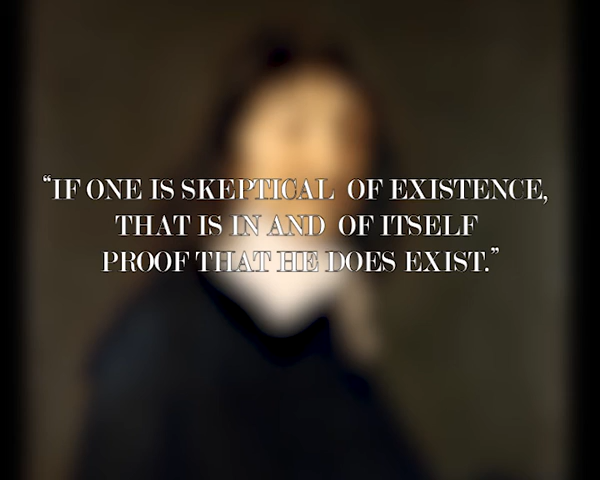 “IF ONE IS SKEPTICAL OF EXISTENCE,
THAT IS IN AND OF ITSELF
PROOF THAT HE DOES EXIST.”